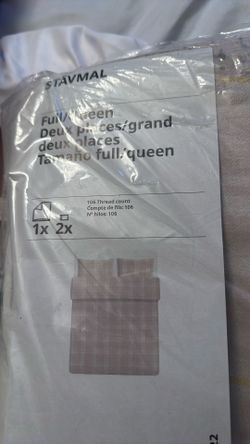 STAVMAL
Full/queen
Deux places/grand
deux places
Tamaño full/queen
106 Thread count
Compte de fils: 106
Nº hilos: 106
1x 2x
22